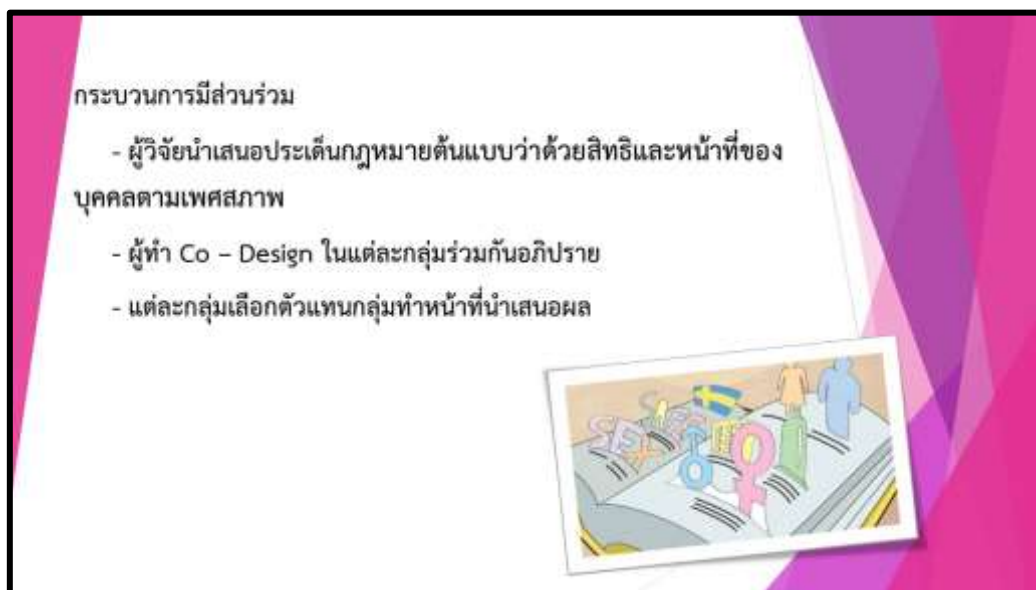 กระบวนการมีส่วนร่วม
- ผู้วิจัยนำเสนอประเด็นกฎหมายต้นแบบว่าด้วยสิทธิและหน้าที่ของ
บุคคลตามเพศสภาพ
- ผู้ทำ Co – Design ในแต่ละกลุ่มร่วมกันอภิปราย
- แต่ละกลุ่มเลือกตัวแทนกลุ่มทำหน้าที่นำเสนอผล
SEX